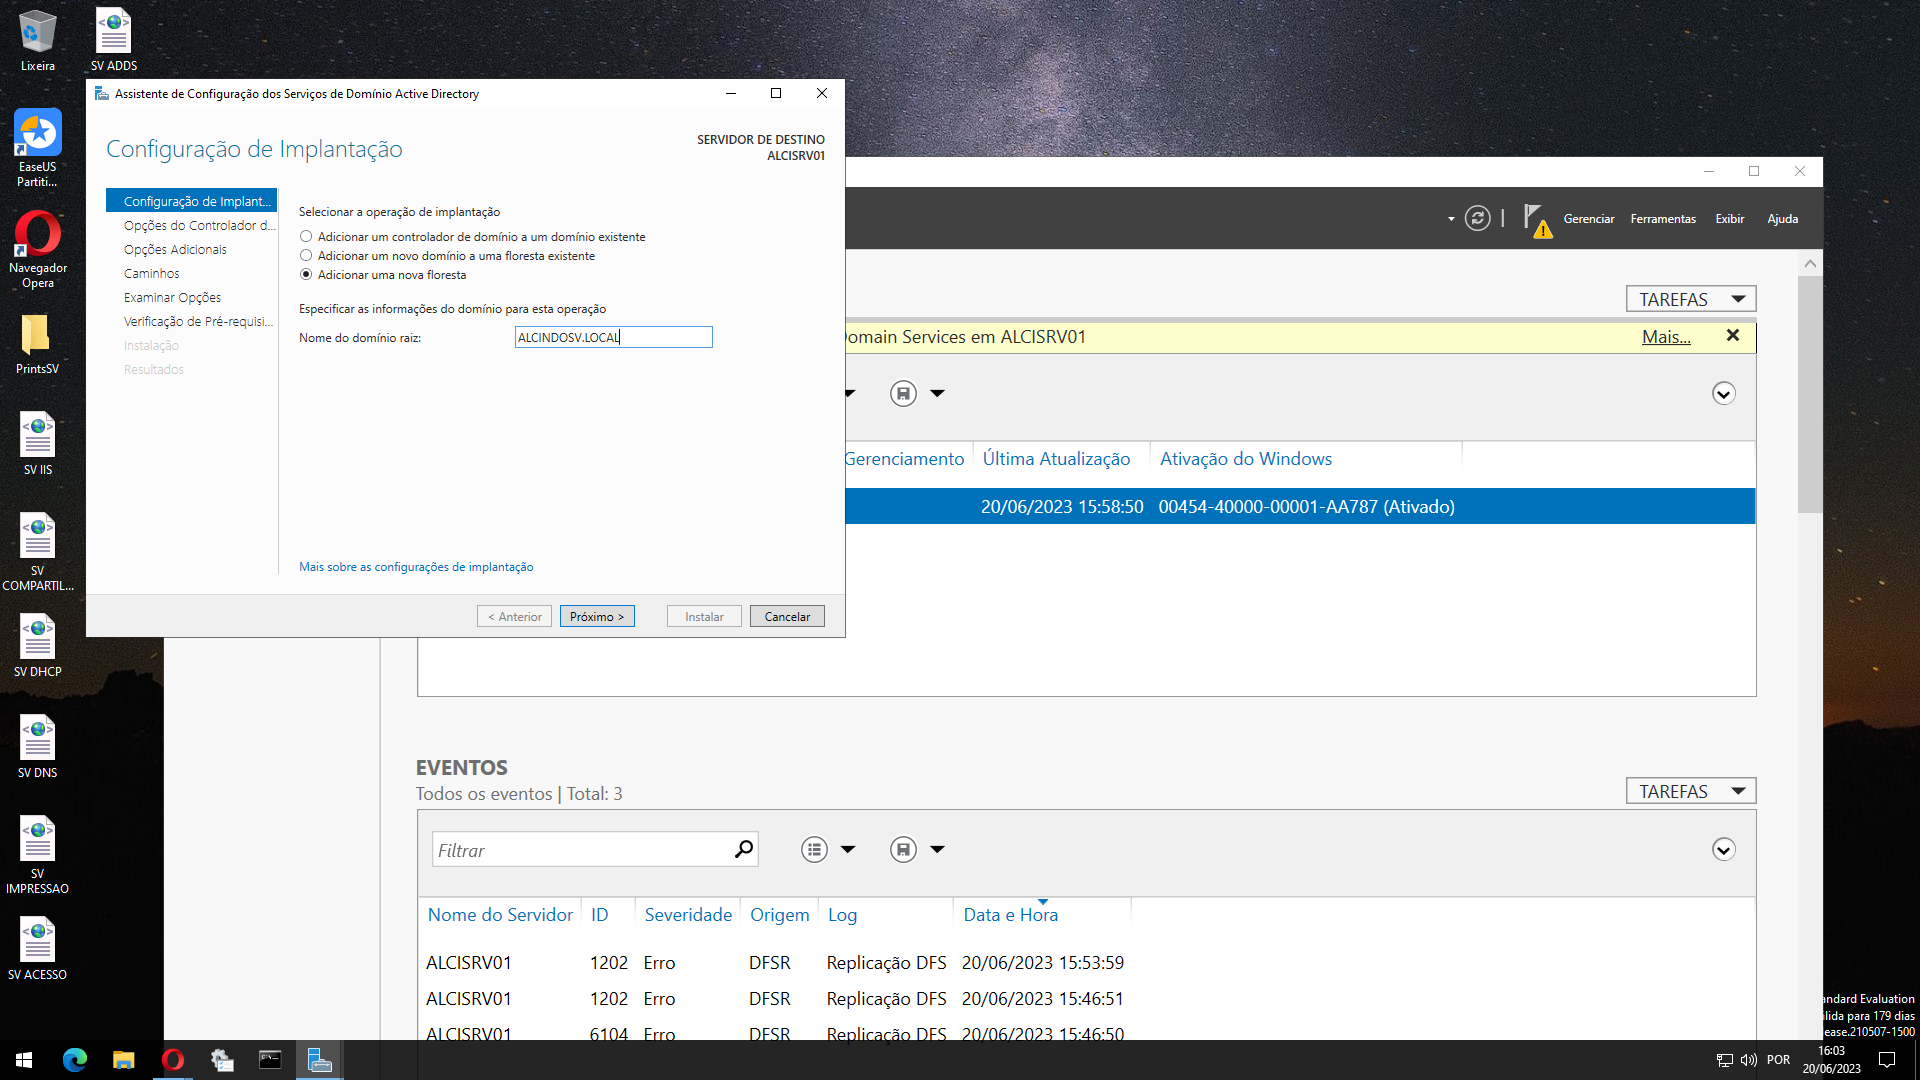 Lixeira
SV ADDS
EaseUS
Partiti...
Navegador
Opera
PrintsSV
SV IIS
SV
COMPARTIL...
SV DHCP
SV DNS
SV
IMPRESSAO
SV ACESSO
Assistente de Configuração dos Serviços de Domínio Active Directory
Configuração de Implantação
SERVIDOR DE DESTINO
ALCISRV01
Configuração de Implant...
Opções do Controlador d...
Opções Adicionais
Caminhos
Examinar Opções
Verificação de Pré-requisi...
Instalação
Resultados
Selecionar a operação de implantação
Adicionar um controlador de domínio a um domínio existente
Adicionar um novo domínio a uma floresta existente
Adicionar uma nova floresta
Especificar as informações do domínio para esta operação
Nome do domínio raiz: ALCINDOSV.LOCAL
Mais sobre as configurações de implantação
< Anterior Próximo > Instalar Cancelar
Gerenciar Ferramentas Exibir Ajuda
TAREFAS
Domain Services em ALCISRV01 Mais...
Gerenciamento Última Atualização Ativação do Windows
20/06/2023 15:58:50 00454-40000-00001-AA787 (Ativado)
EVENTOS
Todos os eventos | Total: 3
TAREFAS
Filtrar
Nome do Servidor ID Severidade Origem Log Data e Hora
ALCISRV01 1202 Erro DFSR Replicação DFS 20/06/2023 15:53:59
ALCISRV01 1202 Erro DFSR Replicação DFS 20/06/2023 15:46:51
ALCISRV01 6104 Erro DFSR Replicação DFS 20/06/2023 15:46:50
andard Evaluation
lida para 179 dias
ease.210507-1500
POR
16:03
20/06/2023